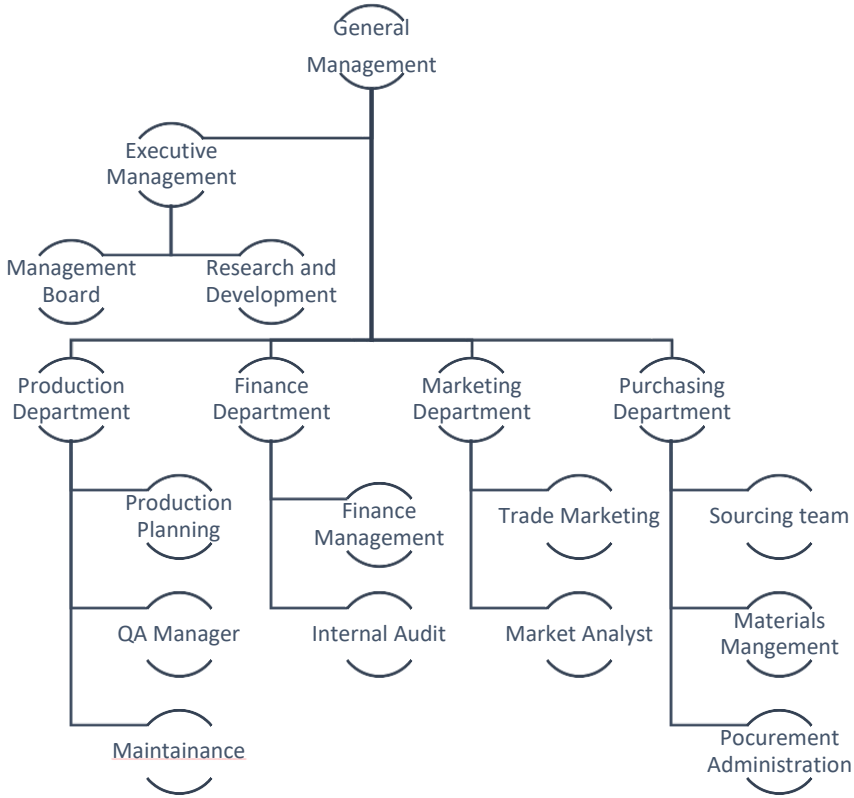 General
Management
Executive
Management
Management
Board
Research and
Development
Production
Department
Finance
Department
Marketing
Department
Purchasing
Department
Production
Planning
QA Manager
Maintainance
Finance
Management
Internal Audit
Trade Marketing
Market Analyst
Sourcing team
Materials
Mangement
Pocurement
Administration